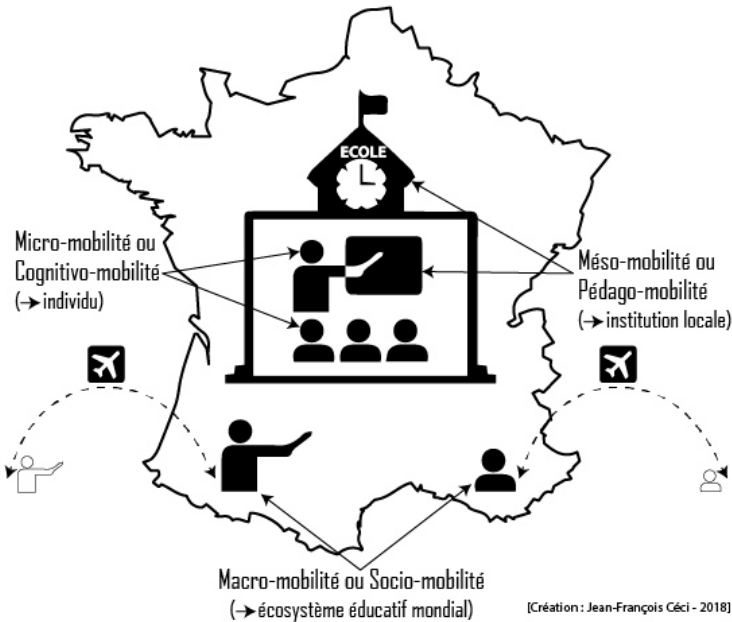 ECOLE
Micro-mobilité ou
Cognitivo-mobilité
(→ individu)
Méso-mobilité ou
Pédago-mobilité
(→ institution locale)
Macro-mobilité ou Socio-mobilité
(→ écosystème éducatif mondial)
[Création : Jean-François Céci - 2018]